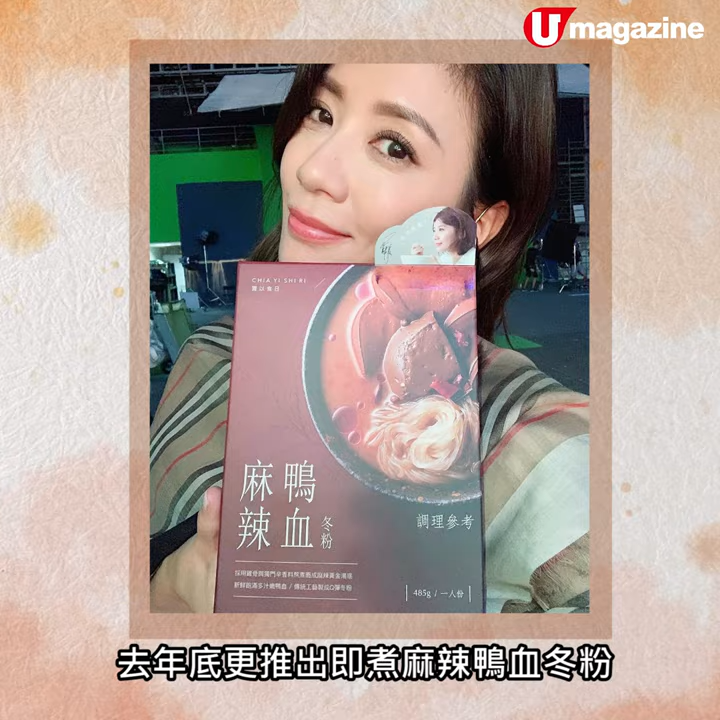 U magazine
CHIA YI SHI RI
麻辣
鴨血
冬粉
調理參考
485g / 一人份
去年底更推出即煮麻辣鴨血冬粉